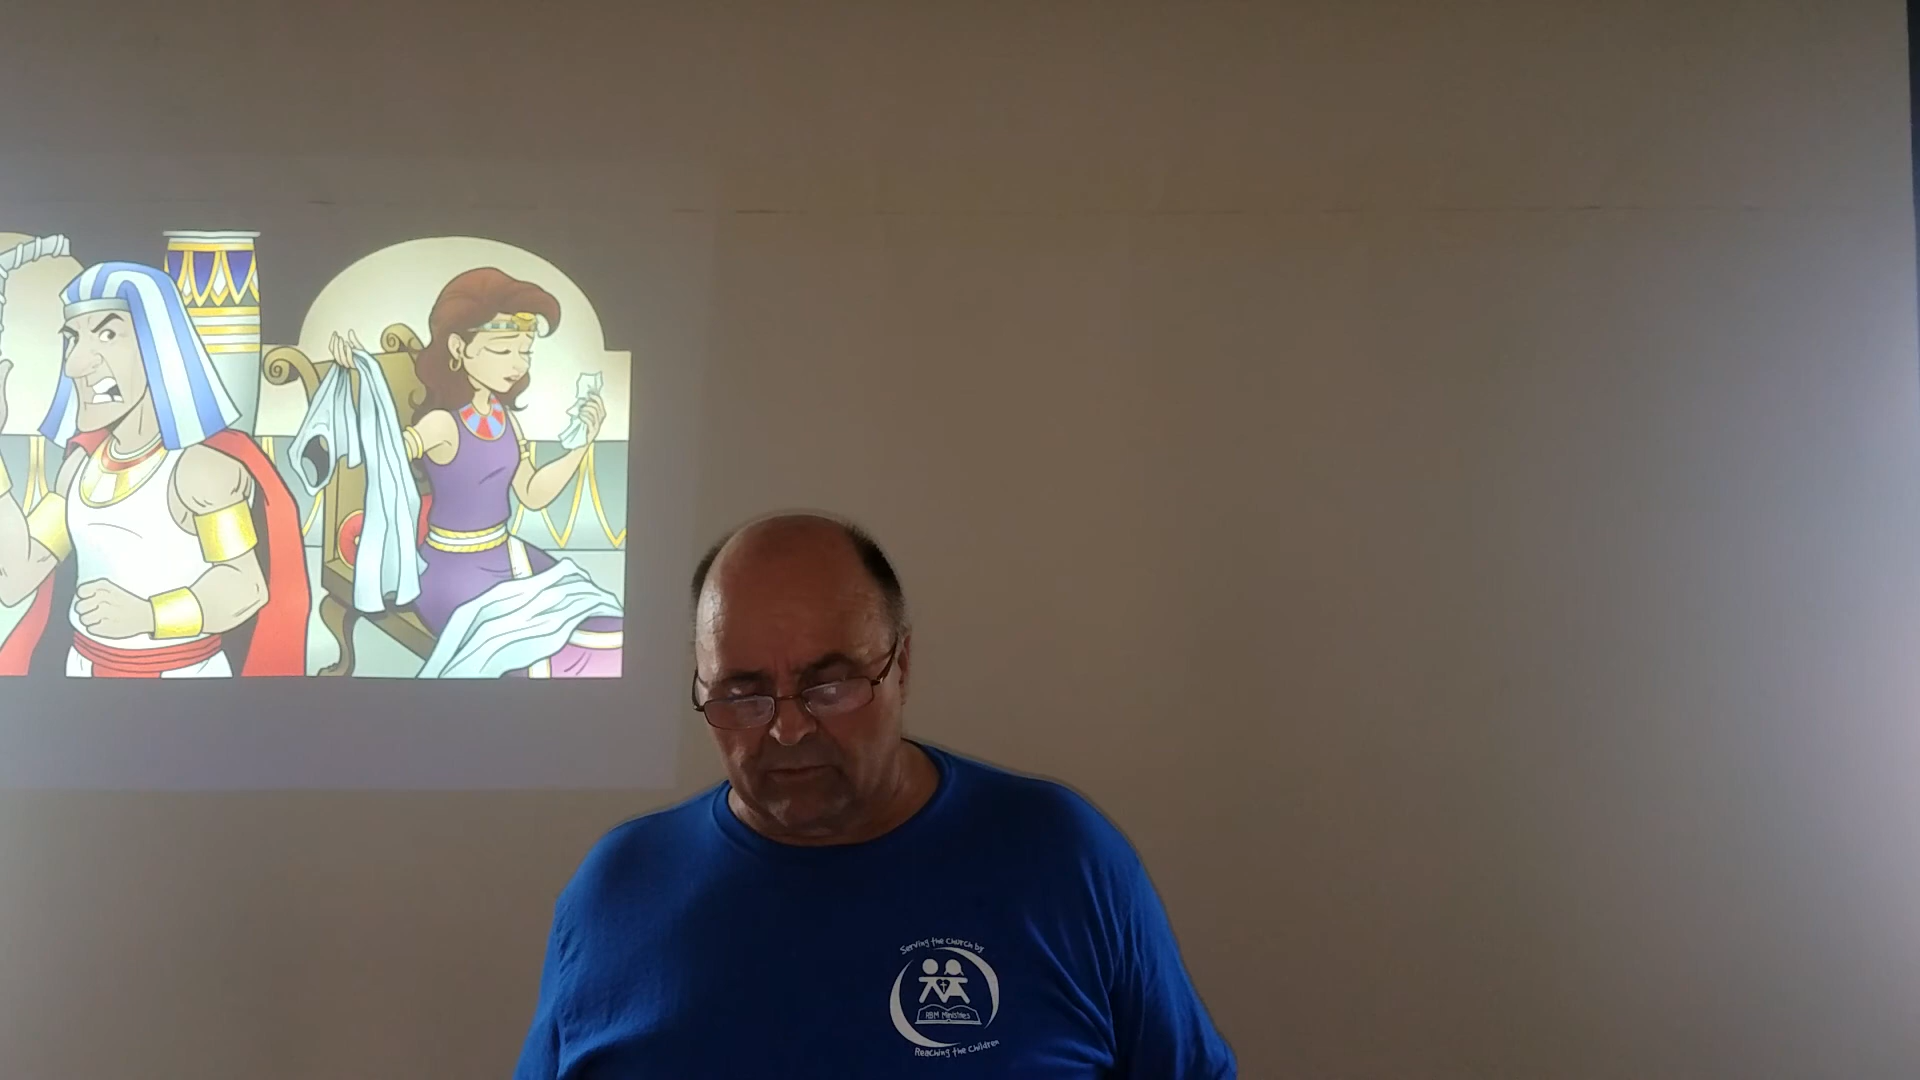 Serving the Church by
RBM Ministries
Reaching the Children